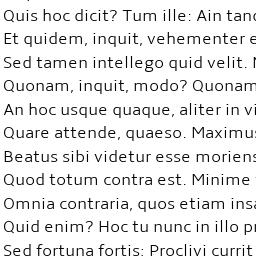 Quis hoc dicit? Tum ille: Ain tand
Et quidem, inquit, vehementer e
Sed tamen intellego quid velit.
Quonam, inquit, modo? Quonam
An hoc usque quaque, aliter in vi
Quare attende, quaeso. Maximus
Beatus sibi videtur esse moriens
Quod totum contra est. Minime
Omnia contraria, quos etiam insa
Quid enim? Hoc tu nunc in illo pr
Sed fortuna fortis; Proclivi currit